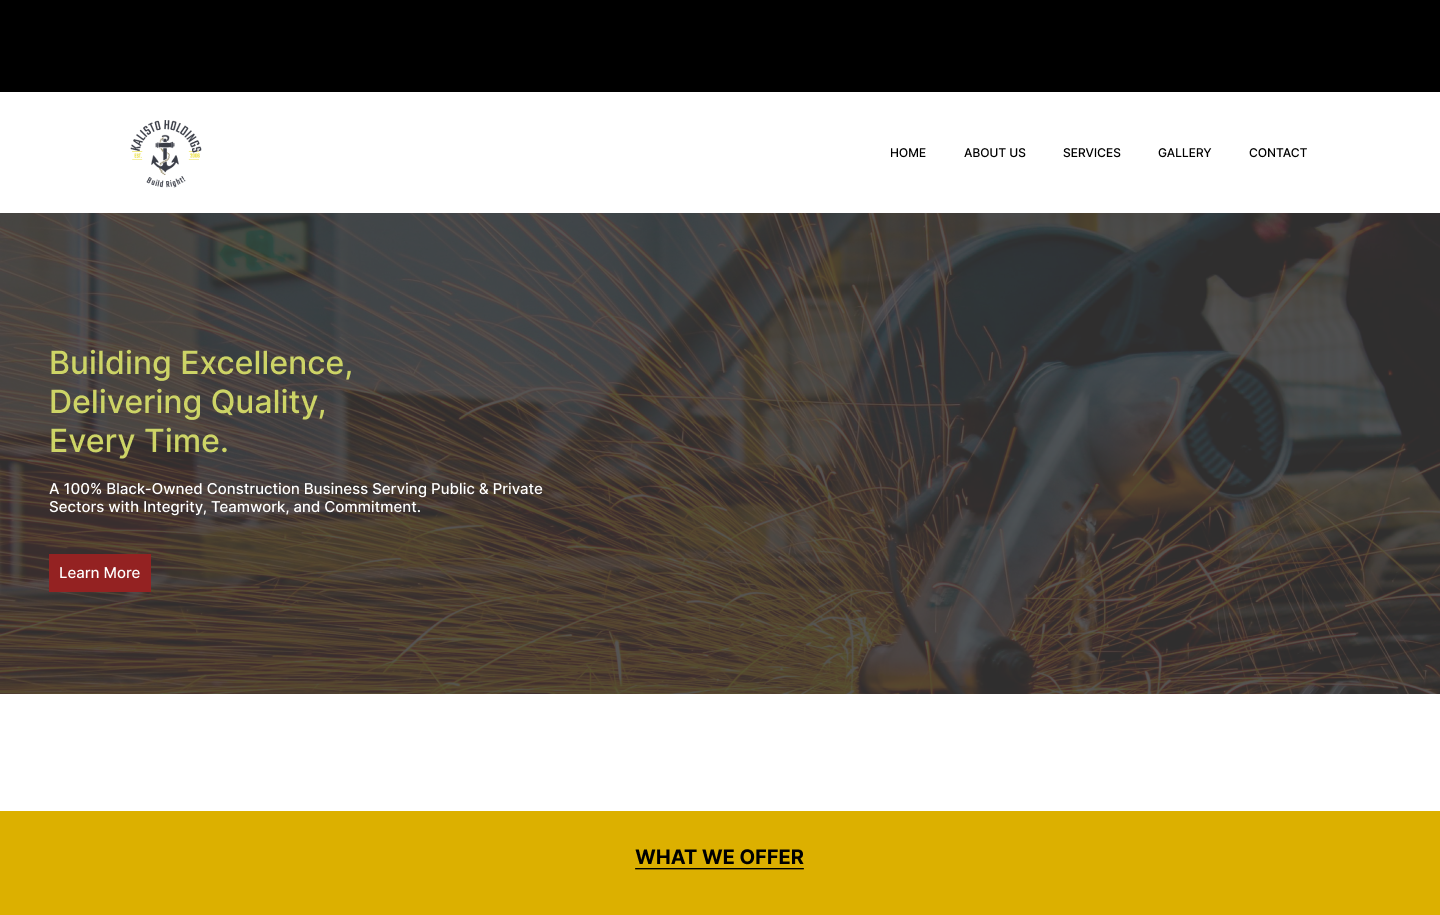 KALISTO HOLDINGS
Build Right!
HOME
ABOUT US
SERVICES
GALLERY
CONTACT
Building Excellence,
Delivering Quality,
Every Time.
A 100% Black-Owned Construction Business Serving Public & Private
Sectors with Integrity, Teamwork, and Commitment.
Learn More
WHAT WE OFFER